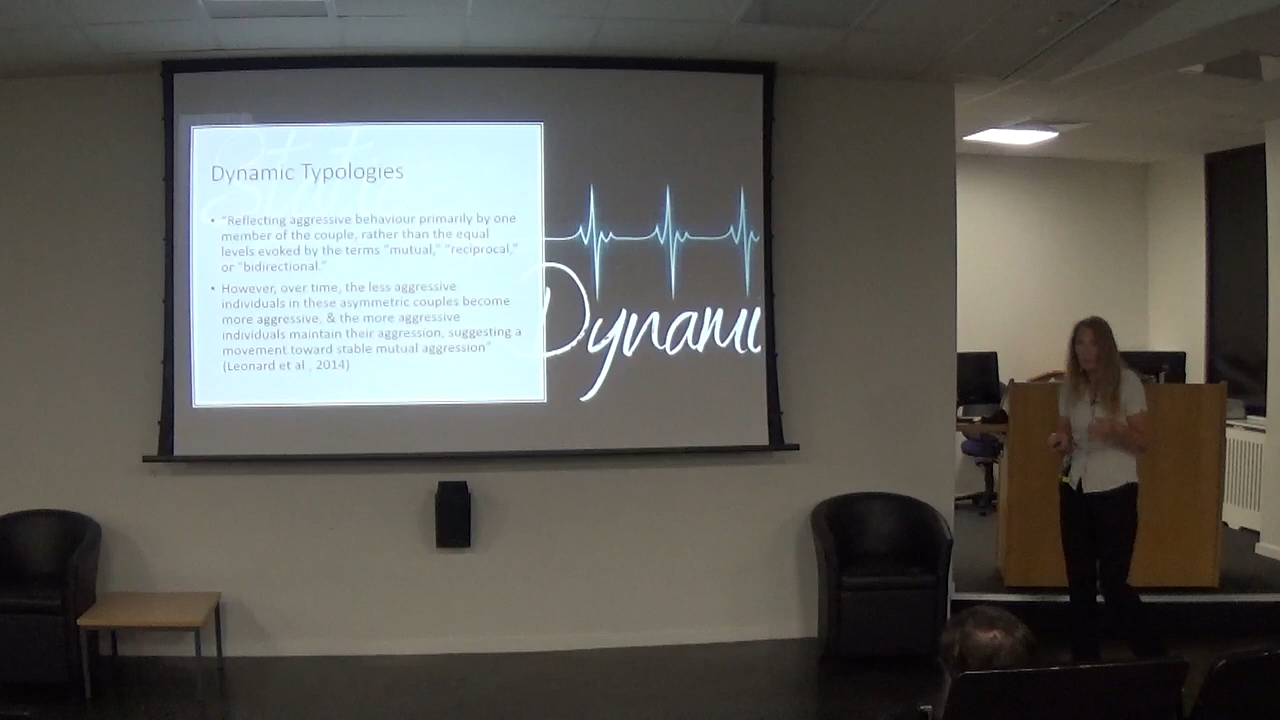 Static
Dynamic Typologies
• "Reflecting aggressive behaviour primarily by one
member of the couple, rather than the equal
levels evoked by the terms "mutual," "reciprocal,"
or "bidirectional."
• However, over time, the less aggressive
individuals in these asymmetric couples become
more aggressive, & the more aggressive
individuals maintain their aggression, suggesting a
movement toward stable mutual aggression"
(Leonard et al., 2014)
Dynami